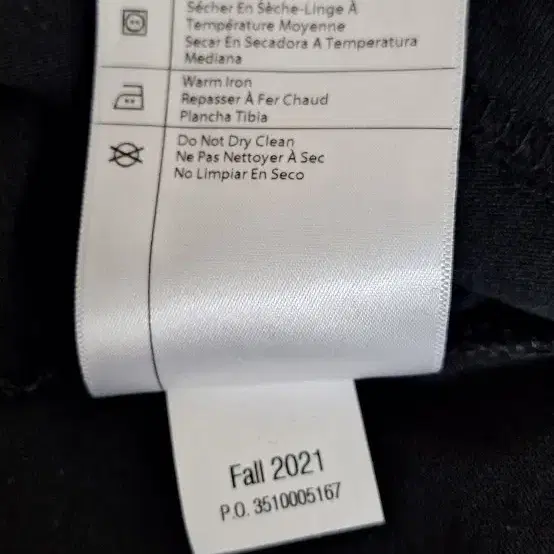 Sécher En Sèche-Linge À
Température Moyenne
Secar En Secadora A Temperatura
Mediana
Warm Iron
Repasser À Fer Chaud
Plancha Tibia
Do Not Dry Clean
Ne Pas Nettoyer À Sec
No Limpiar En Seco
Fall 2021
P.O. 3510005167